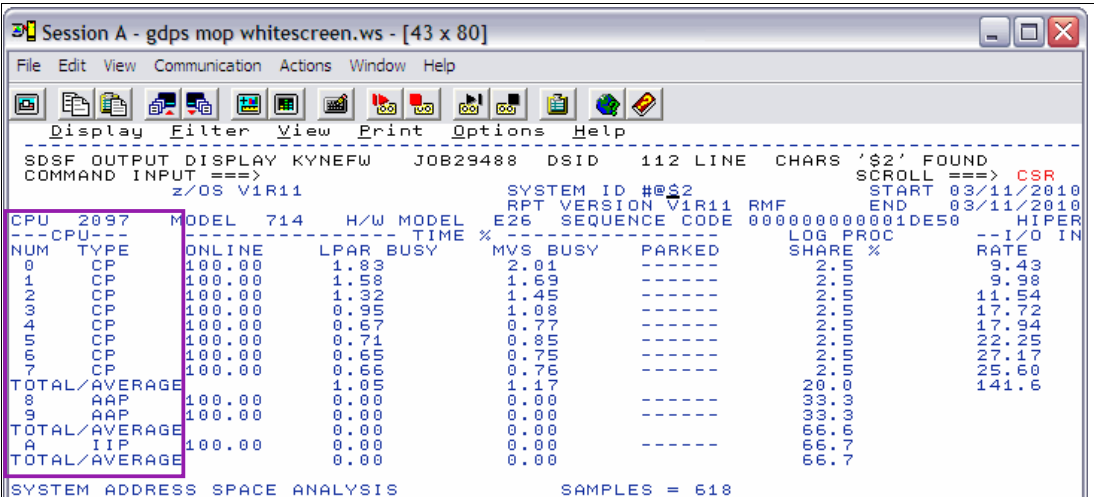 Session A - gdps mop whitescreen.ws - [43 x 80]
File Edit View Communication Actions Window Help
Display Filter View Print Options Help
SDSF OUTPUT DISPLAY KYNEFW JOB29488 DSID 112 LINE CHARS '$2' FOUND
COMMAND INPUT ===> SCROLL ===> CSR
z/OS V1R11 SYSTEM ID #@$2 START 03/11/2010
RPT VERSION V1R11 RMF END 03/11/2010
CPU 2097 MODEL 714 H/W MODEL E26 SEQUENCE CODE 000000000001DE50 HIPER
---CPU--- ---------------- TIME % ---------------- LOG PROC --I/O IN
NUM TYPE ONLINE LPAR BUSY MVS BUSY PARKED SHARE % RATE
0 CP 100.00 1.83 2.01 ------ 2.5 9.43
1 CP 100.00 1.58 1.69 ------ 2.5 9.98
2 CP 100.00 1.32 1.45 ------ 2.5 11.54
3 CP 100.00 0.95 1.08 ------ 2.5 17.72
4 CP 100.00 0.67 0.77 ------ 2.5 17.94
5 CP 100.00 0.71 0.85 ------ 2.5 22.25
6 CP 100.00 0.65 0.75 ------ 2.5 27.17
7 CP 100.00 0.66 0.76 ------ 2.5 25.60
TOTAL/AVERAGE 1.05 1.17 20.0 141.6
8 AAP 100.00 0.00 0.00 ------ 33.3
9 AAP 100.00 0.00 0.00 ------ 33.3
TOTAL/AVERAGE 0.00 0.00 66.6
A IIP 100.00 0.00 0.00 ------ 66.7
TOTAL/AVERAGE 0.00 0.00 66.7
SYSTEM ADDRESS SPACE ANALYSIS SAMPLES = 618